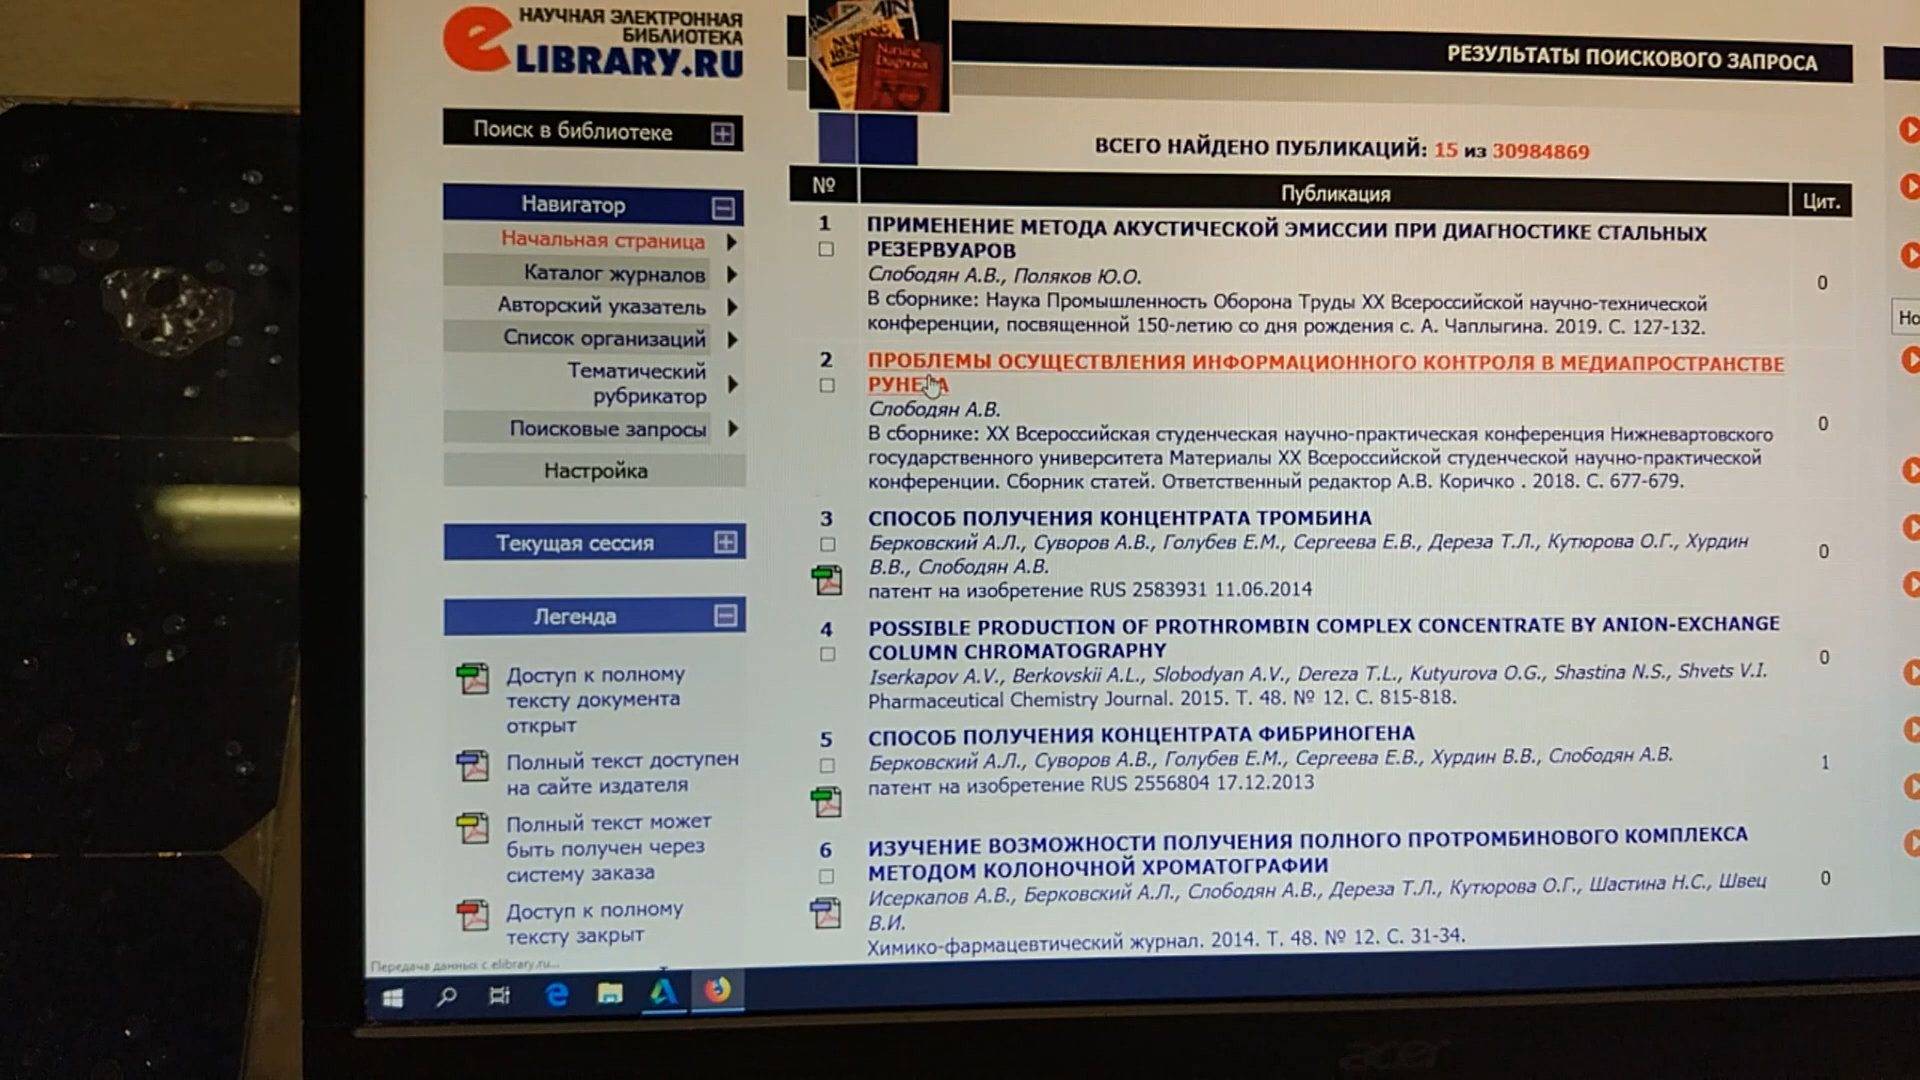 НАУЧНАЯ ЭЛЕКТРОННАЯ
БИБЛИОТЕКА
eLIBRARY.RU
Поиск в библиотеке
Навигатор
Начальная страница
Каталог журналов
Авторский указатель
Список организаций
Тематический
рубрикатор
Поисковые запросы
Настройка
Текущая сессия
Легенда
Доступ к полному
тексту документа
открыт
Полный текст доступен
на сайте издателя
Полный текст может
быть получен через
систему заказа
Доступ к полному
тексту закрыт
Передача данных с elibrary.ru...
Nursing
Diagnosis
РЕЗУЛЬТАТЫ ПОИСКОВОГО ЗАПРОСА
ВСЕГО НАЙДЕНО ПУБЛИКАЦИЙ: 15 из 30984869
№ Публикация Цит.
1 ПРИМЕНЕНИЕ МЕТОДА АКУСТИЧЕСКОЙ ЭМИССИИ ПРИ ДИАГНОСТИКЕ СТАЛЬНЫХ
РЕЗЕРВУАРОВ
Слободян А.В., Поляков Ю.О.
0
В сборнике: Наука Промышленность Оборона Труды XX Всероссийской научно-технической
конференции, посвященной 150-летию со дня рождения с. А. Чаплыгина. 2019. С. 127-132.
2 ПРОБЛЕМЫ ОСУЩЕСТВЛЕНИЯ ИНФОРМАЦИОННОГО КОНТРОЛЯ В МЕДИАПРОСТРАНСТВЕ
РУНЕТА
Слободян А.В.
0
В сборнике: XX Всероссийская студенческая научно-практическая конференция Нижневартовского
государственного университета Материалы XX Всероссийской студенческой научно-практической
конференции. Сборник статей. Ответственный редактор А.В. Коричко . 2018. С. 677-679.
3 СПОСОБ ПОЛУЧЕНИЯ КОНЦЕНТРАТА ТРОМБИНА
Берковский А.Л., Суворов А.В., Голубев Е.М., Сергеева Е.В., Дереза Т.Л., Кутюрова О.Г., Хурдин
0
В.В., Слободян А.В.
патент на изобретение RUS 2583931 11.06.2014
4 POSSIBLE PRODUCTION OF PROTHROMBIN COMPLEX CONCENTRATE BY ANION-EXCHANGE
COLUMN CHROMATOGRAPHY
0
Iserkapov A.V., Berkovskii A.L., Slobodyan A.V., Dereza T.L., Kutyurova O.G., Shastina N.S., Shvets V.I.
Pharmaceutical Chemistry Journal. 2015. Т. 48. № 12. С. 815-818.
5 СПОСОБ ПОЛУЧЕНИЯ КОНЦЕНТРАТА ФИБРИНОГЕНА
Берковский А.Л., Суворов А.В., Голубев Е.М., Сергеева Е.В., Хурдин В.В., Слободян А.В.
1
патент на изобретение RUS 2556804 17.12.2013
6 ИЗУЧЕНИЕ ВОЗМОЖНОСТИ ПОЛУЧЕНИЯ ПОЛНОГО ПРОТРОМБИНОВОГО КОМПЛЕКСА
МЕТОДОМ КОЛОНОЧНОЙ ХРОМАТОГРАФИИ
0
Исеркапов А.В., Берковский А.Л., Слободян А.В., Дереза Т.Л., Кутюрова О.Г., Шастина Н.С., Швец
В.И.
Химико-фармацевтический журнал. 2014. Т. 48. № 12. С. 31-34.
Но
acer